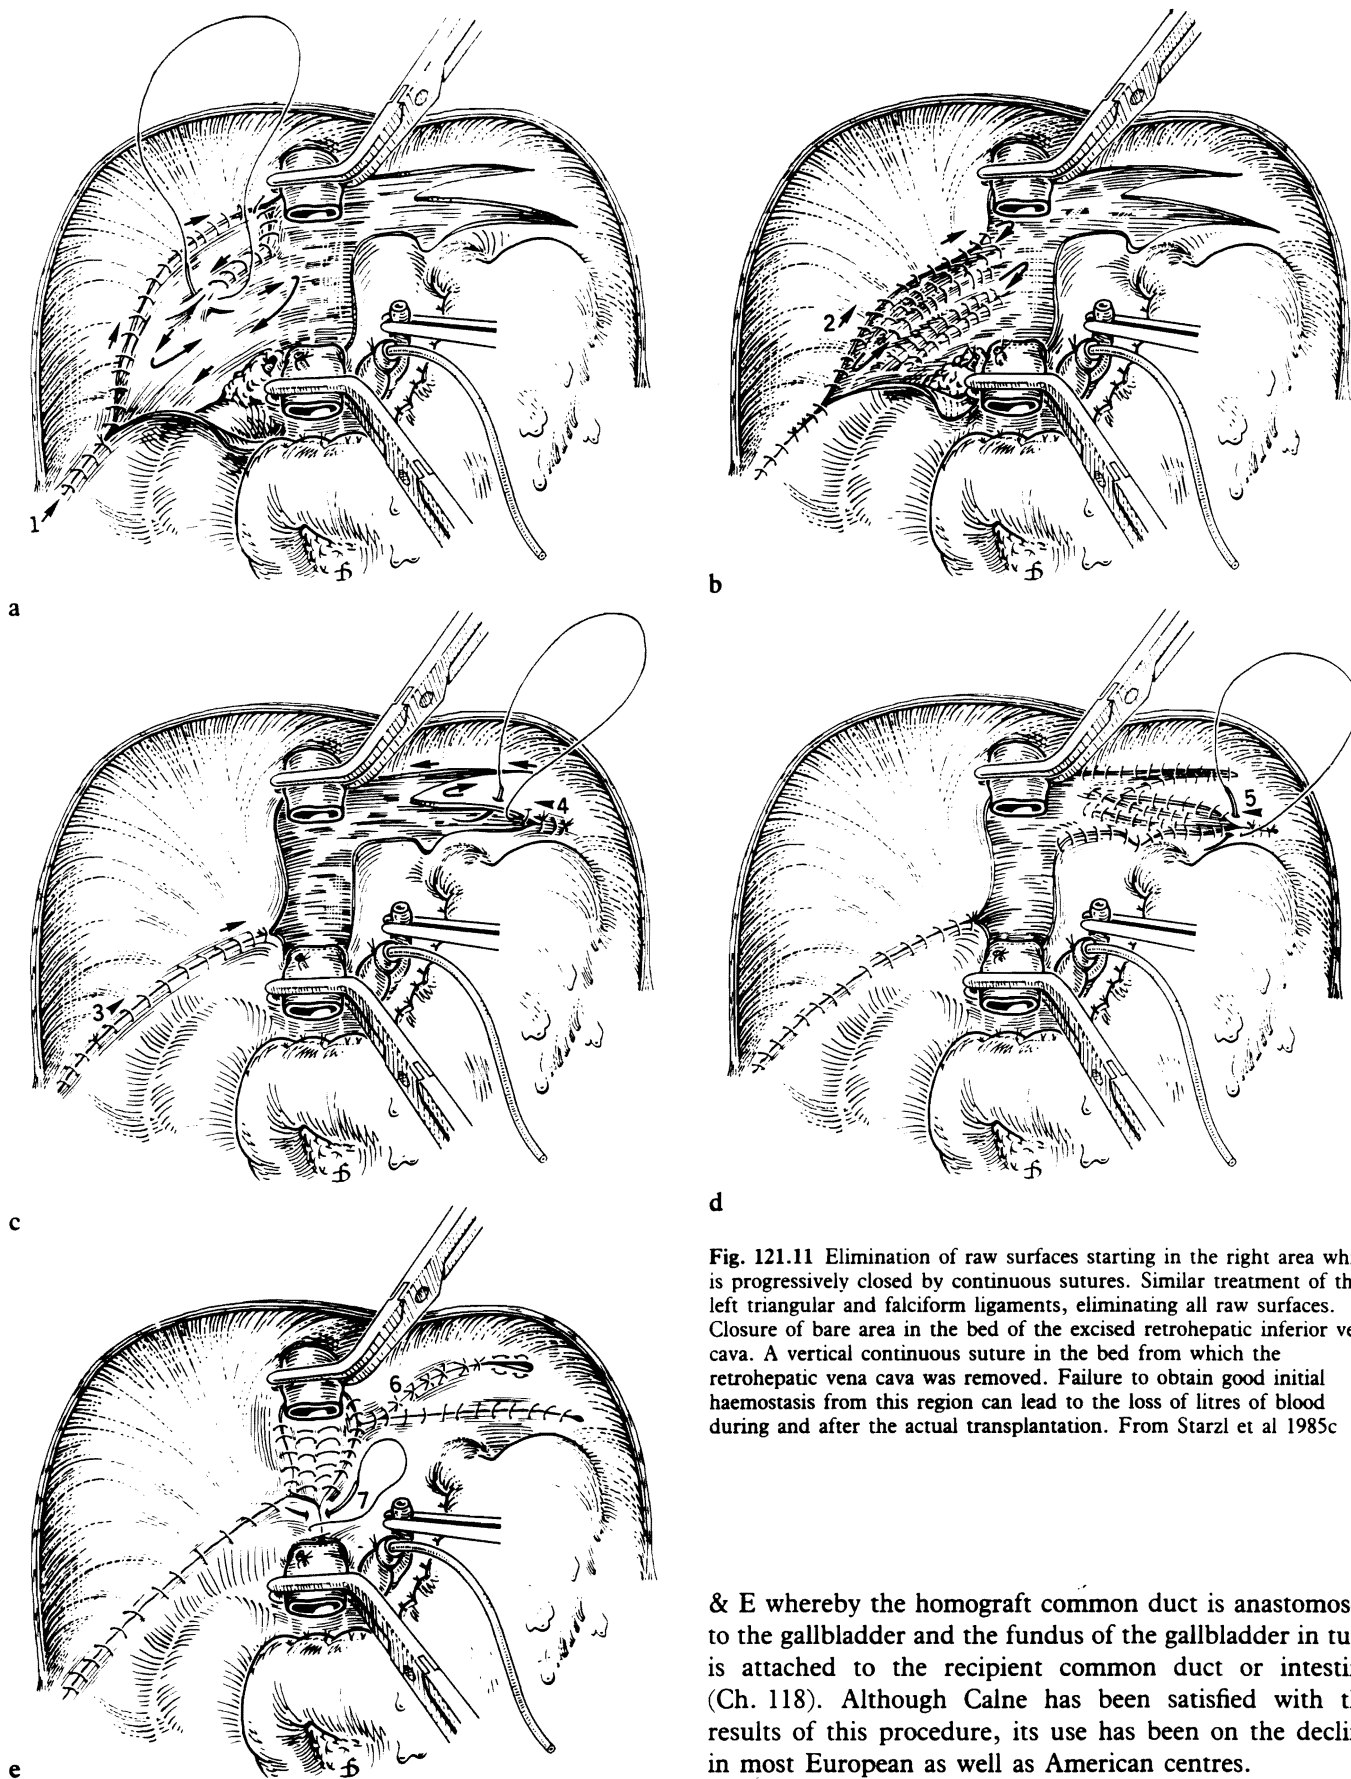 1
a
2
b
3
4
c
5
d
6
7
e
Fig. 121.11 Elimination of raw surfaces starting in the right area whi
is progressively closed by continuous sutures. Similar treatment of th
left triangular and falciform ligaments, eliminating all raw surfaces.
Closure of bare area in the bed of the excised retrohepatic inferior ve
cava. A vertical continuous suture in the bed from which the
retrohepatic vena cava was removed. Failure to obtain good initial
haemostasis from this region can lead to the loss of litres of blood
during and after the actual transplantation. From Starzl et al 1985c
& E whereby the homograft common duct is anastomos
to the gallbladder and the fundus of the gallbladder in tu
is attached to the recipient common duct or intesti
(Ch. 118). Although Calne has been satisfied with t
results of this procedure, its use has been on the decli
in most European as well as American centres.